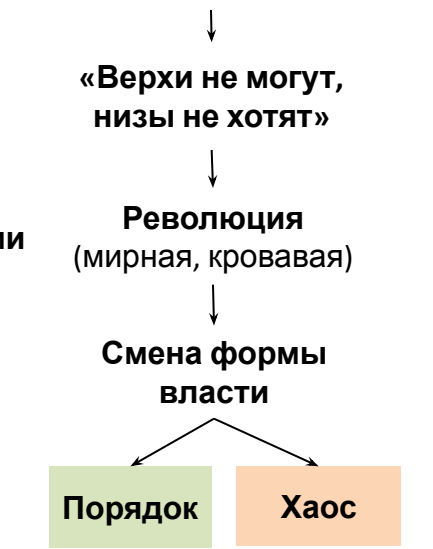 «Верхи не могут,
низы не хотят»
Революция
(мирная, кровавая)
Смена формы
власти
Порядок
Хаос